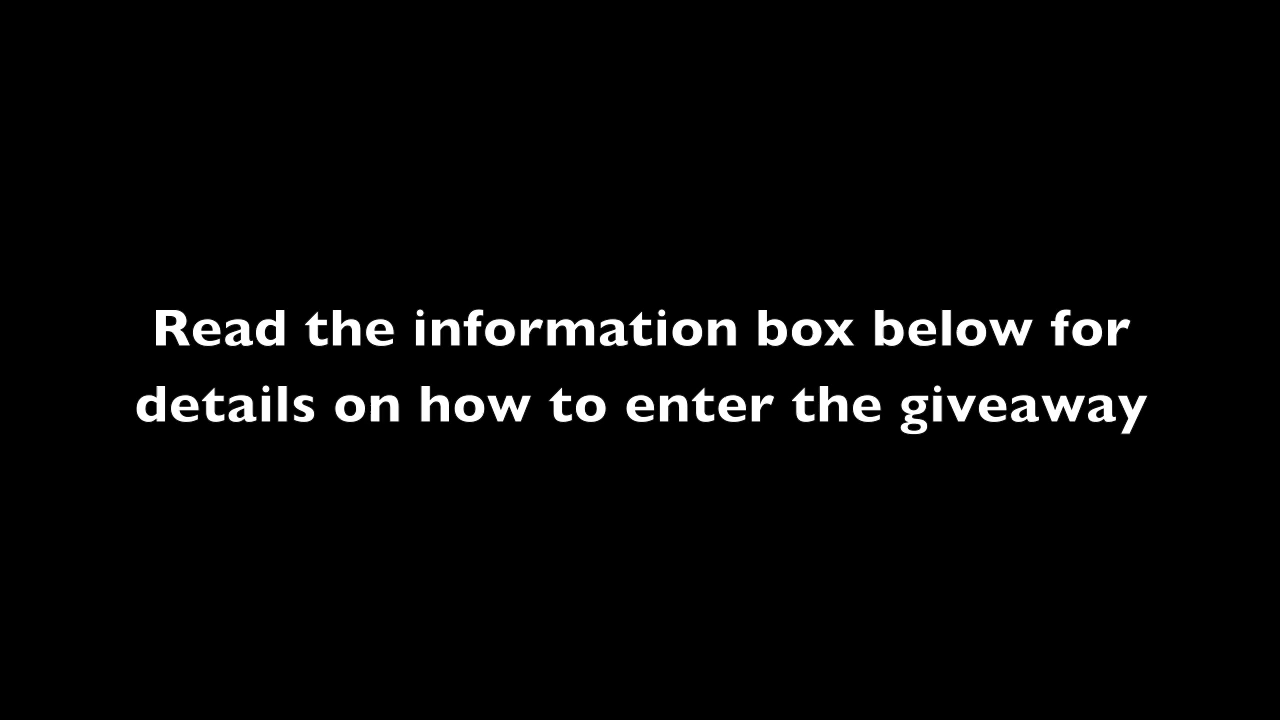 Read the information box below for
details on how to enter the giveaway